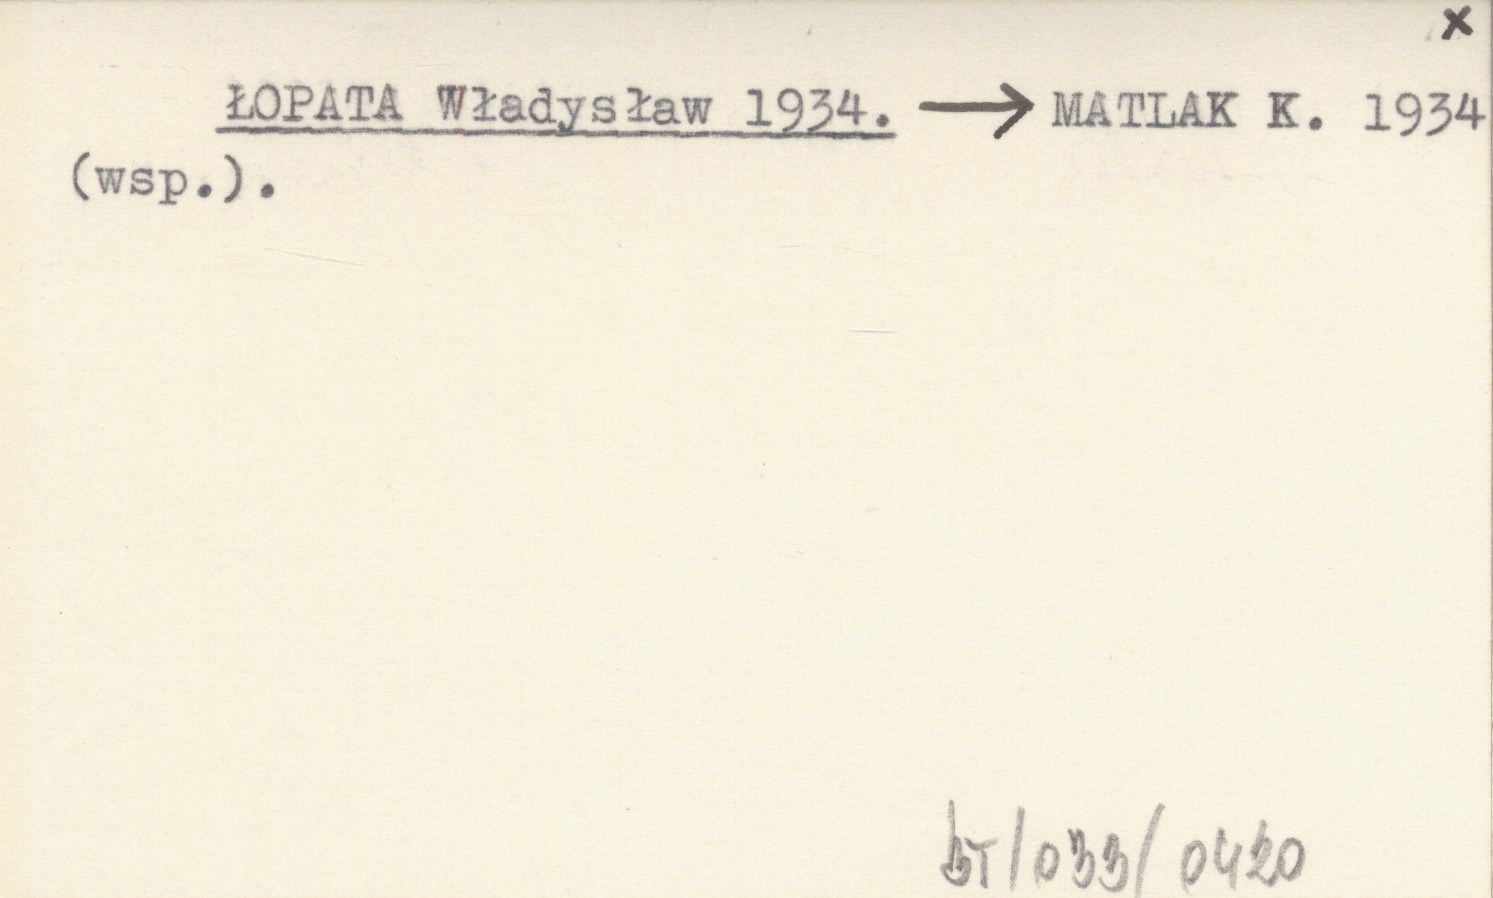 x
ŁOPATA Władysław 1934. → MATLAK K. 1934
(wsp.).
BT/033/0420